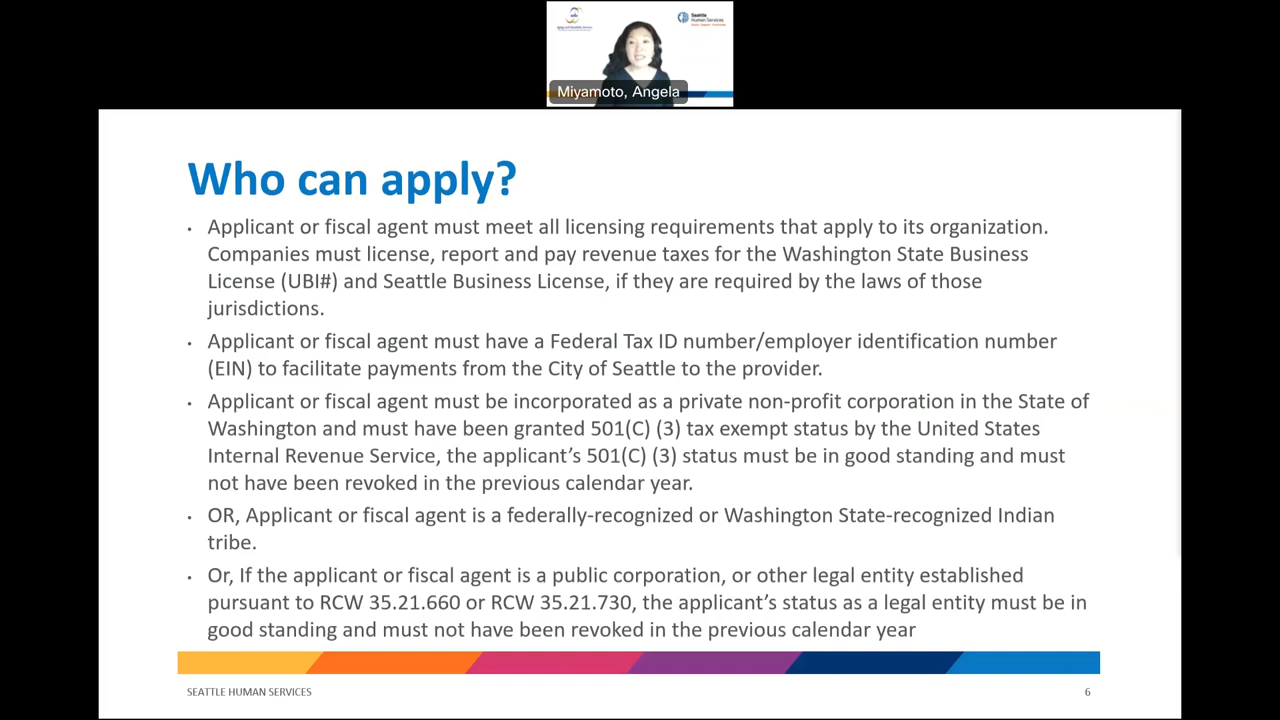 Seattle
Human Services
Miyamoto, Angela
Who can apply?
• Applicant or fiscal agent must meet all licensing requirements that apply to its organization.
Companies must license, report and pay revenue taxes for the Washington State Business
License (UBI#) and Seattle Business License, if they are required by the laws of those
jurisdictions.
• Applicant or fiscal agent must have a Federal Tax ID number/employer identification number
(EIN) to facilitate payments from the City of Seattle to the provider.
• Applicant or fiscal agent must be incorporated as a private non-profit corporation in the State of
Washington and must have been granted 501(C) (3) tax exempt status by the United States
Internal Revenue Service, the applicant’s 501(C) (3) status must be in good standing and must
not have been revoked in the previous calendar year.
• OR, Applicant or fiscal agent is a federally-recognized or Washington State-recognized Indian
tribe.
• Or, If the applicant or fiscal agent is a public corporation, or other legal entity established
pursuant to RCW 35.21.660 or RCW 35.21.730, the applicant’s status as a legal entity must be in
good standing and must not have been revoked in the previous calendar year
SEATTLE HUMAN SERVICES
6